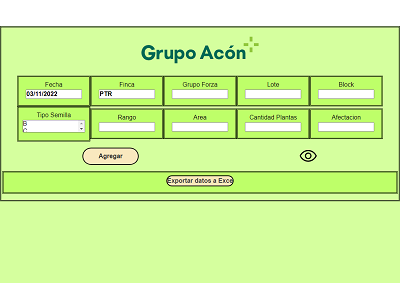 Grupo Acón
Fecha Finca Grupo Forza Lote Block
03/11/2022 PTR
Tipo Semilla Rango Area Cantidad Plantas Afectacion
B
Agregar
Exportar datos a Exce